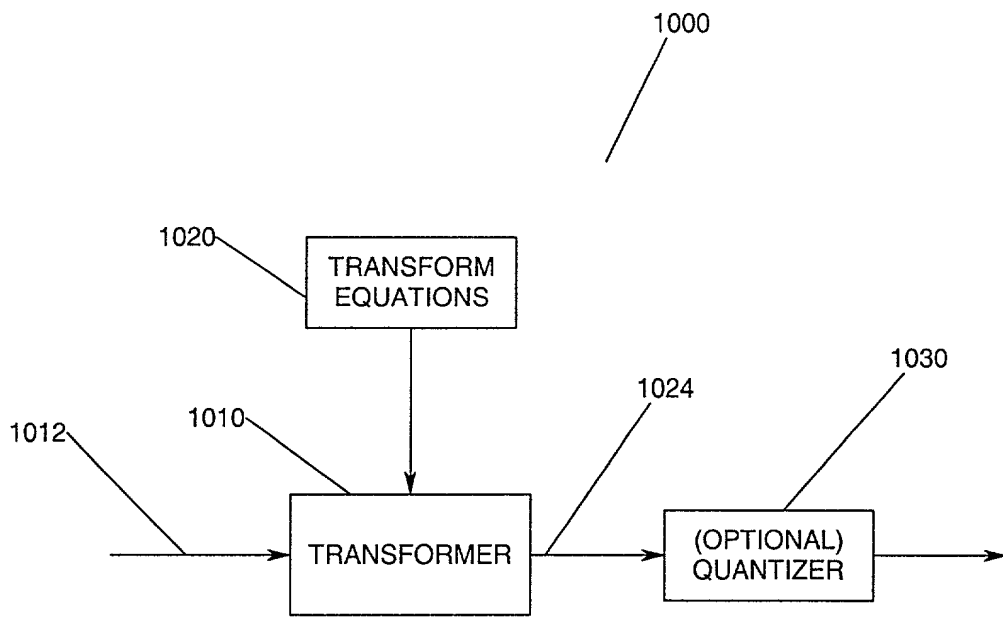 1000
1020
TRANSFORM
EQUATIONS
1030
1024
1010
1012
TRANSFORMER
(OPTIONAL)
QUANTIZER